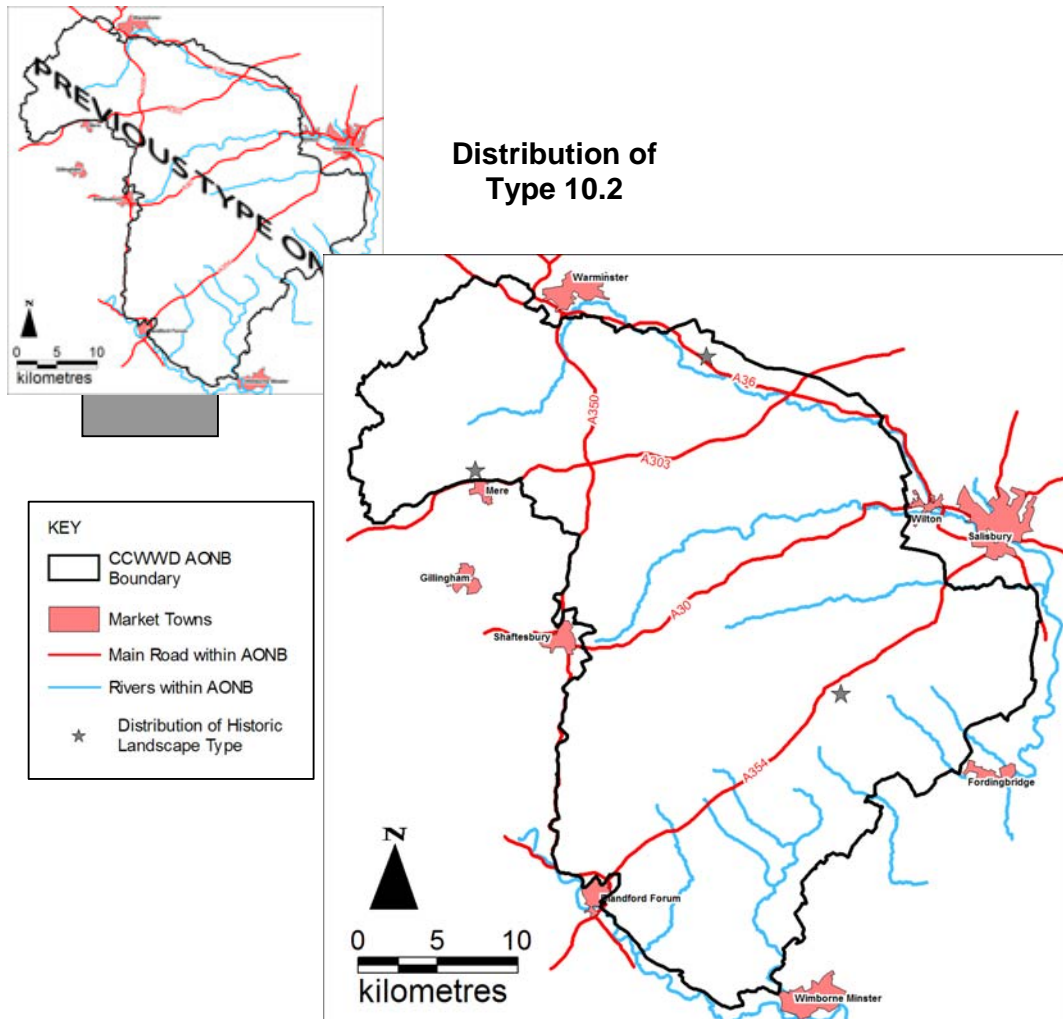 PREVIOUS TYPE ON
N
0 5 10
kilometres
Distribution of
Type 10.2
Warminster
A36
A350
A303
Mere
Wilton
Salisbury
Gillingham
A30
Shaftesbury
A354
Fordingbridge
N
landford Forum
0 5 10
kilometres
Wimborne Minster
KEY
CCWWD AONB
Boundary
Market Towns
Main Road within AONB
Rivers within AONB
Distribution of Historic
Landscape Type